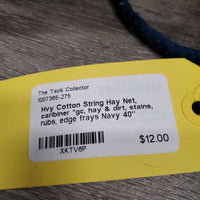 The Tack Collector
1007365-275
Hvy Cotton String Hay Net,
caribiner *gc, hay & dirt, stains,
rubs, edge frays Navy 40"
$12.00
XKTV6P